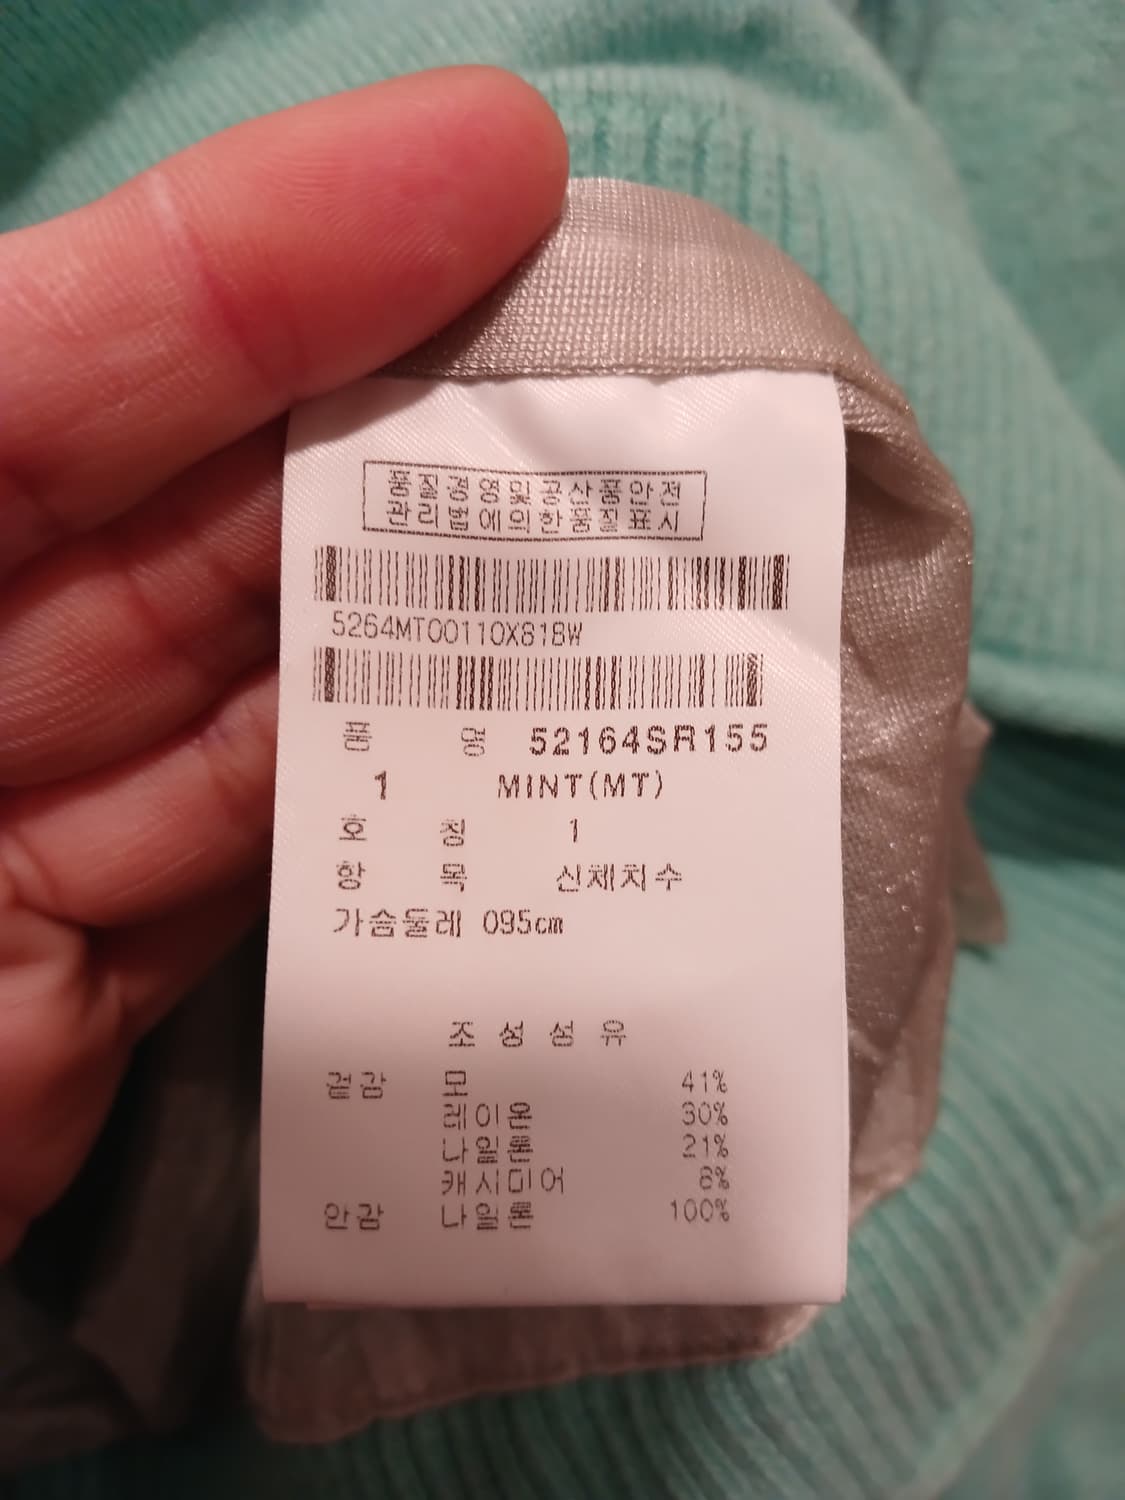 품질경영및공산품안전
관리법에의한품질표시
5264MT00110X818W
품 명 52164SR155
1 MINT(MT)
호 칭 1
항 목 신체치수
가슴둘레 095cm
조 성 섬 유
겉감 모 41%
레이온 30%
나일론 21%
캐시미어 8%
안감 나일론 100%